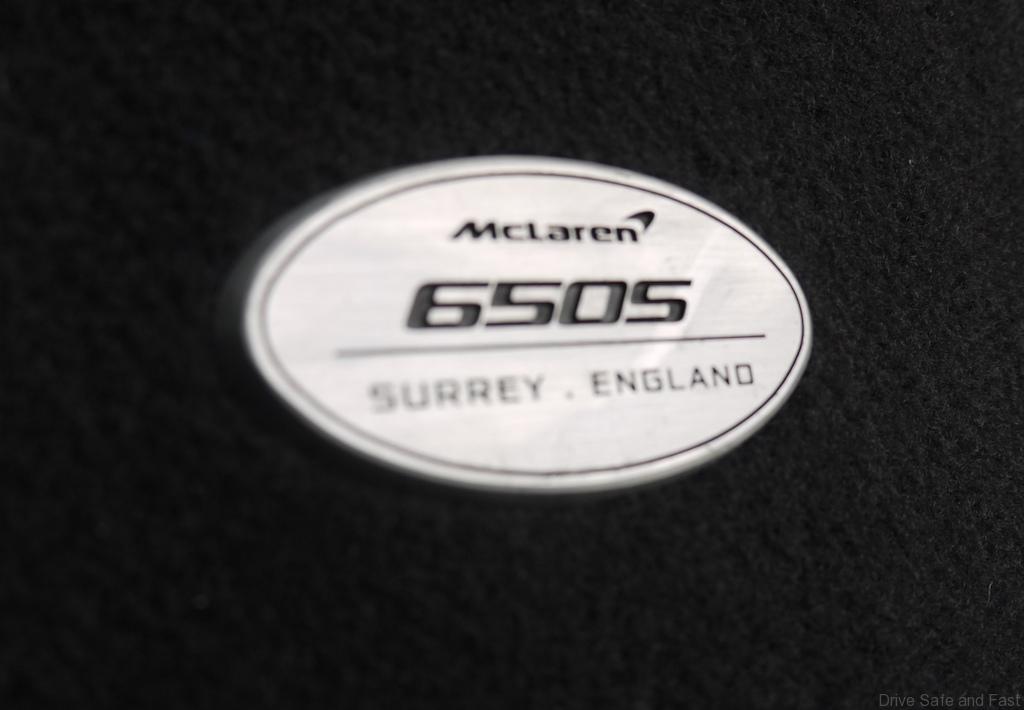 McLaren
650S
SURREY . ENGLAND
Drive Safe and Fast